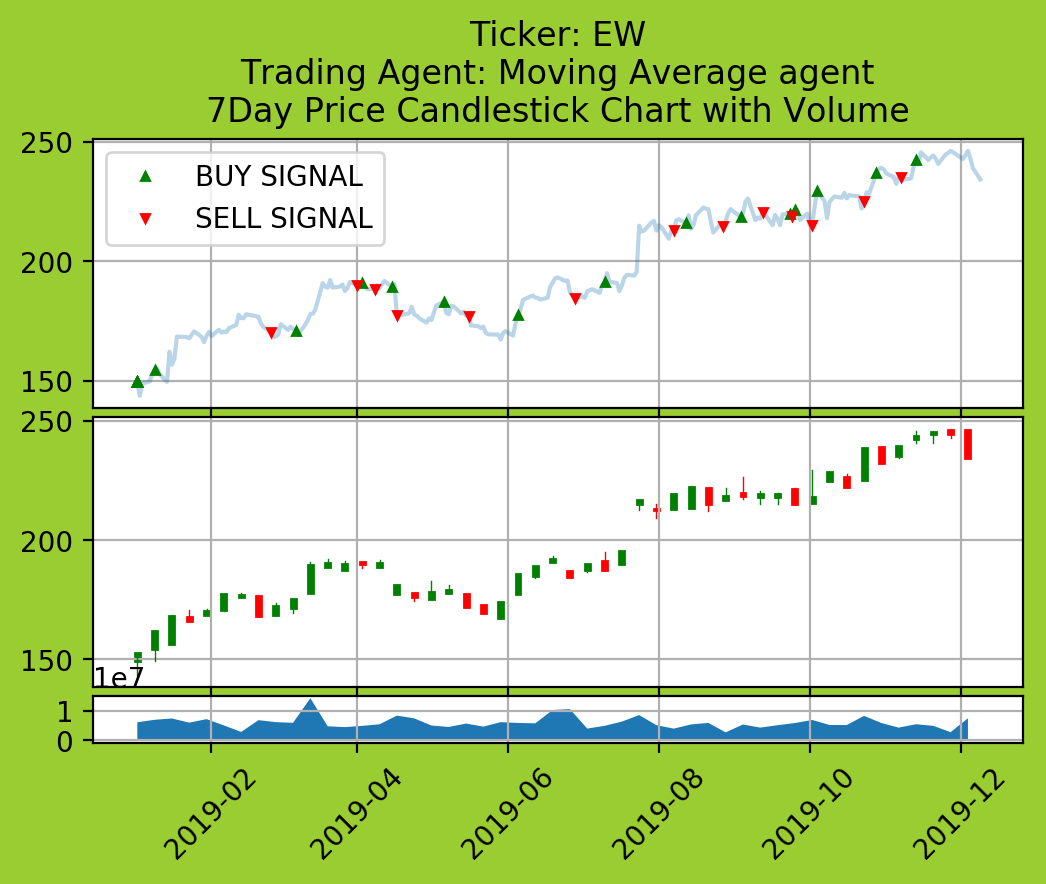 Ticker: EW
Trading Agent: Moving Average agent
7Day Price Candlestick Chart with Volume
250
BUY SIGNAL
SELL SIGNAL
200
150
250
200
150
1e7
1
0
2019-02
2019-04
2019-06
2019-08
2019-10
2019-12